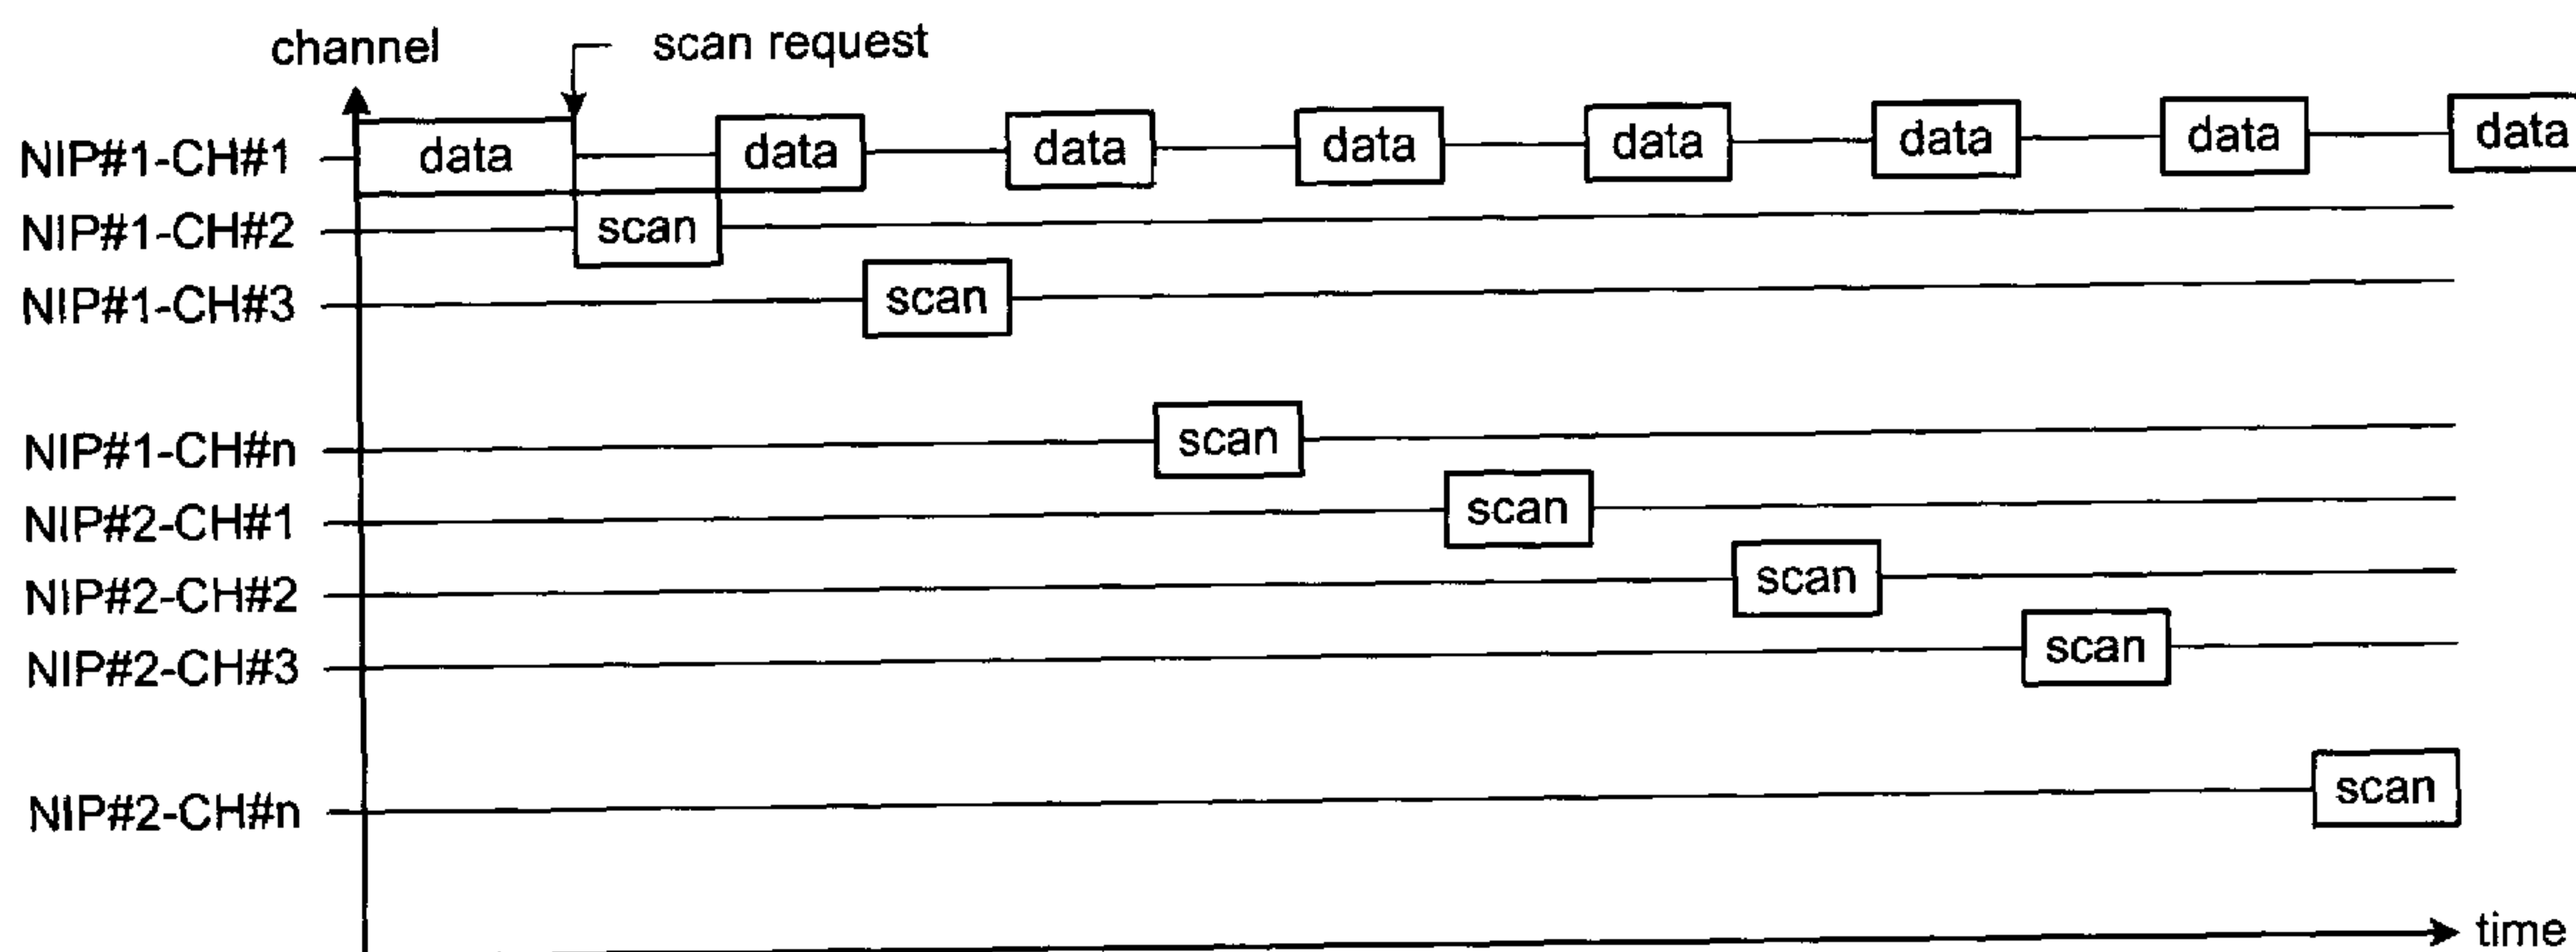 channel
scan request
NIP#1-CH#1 data data data data data data data data
NIP#1-CH#2 scan
NIP#1-CH#3 scan
NIP#1-CH#n scan
NIP#2-CH#1 scan
NIP#2-CH#2 scan
NIP#2-CH#3 scan
NIP#2-CH#n scan
time